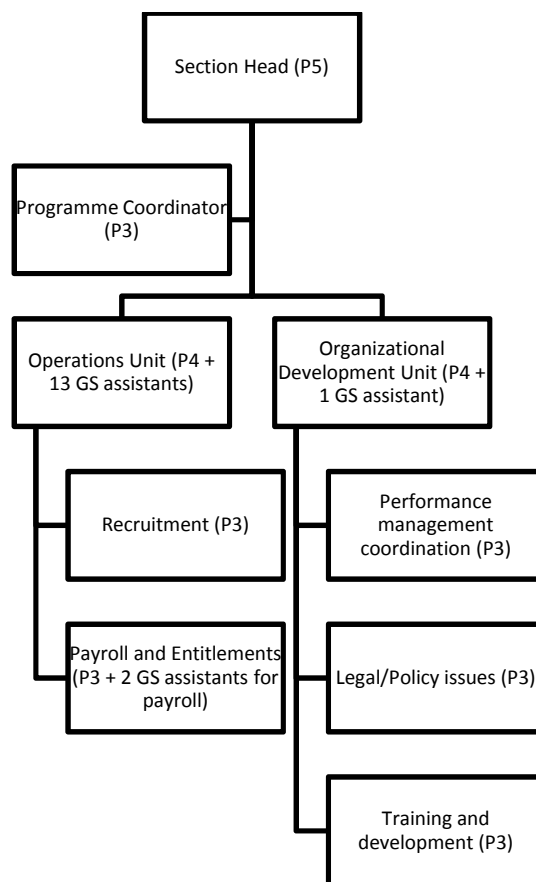 Section Head (P5)
Programme Coordinator
(P3)
Operations Unit (P4 +
13 GS assistants)
Organizational
Development Unit (P4 +
1 GS assistant)
Recruitment (P3)
Performance
management
coordination (P3)
Payroll and Entitlements
(P3 + 2 GS assistants for
payroll)
Legal/Policy issues (P3)
Training and
development (P3)